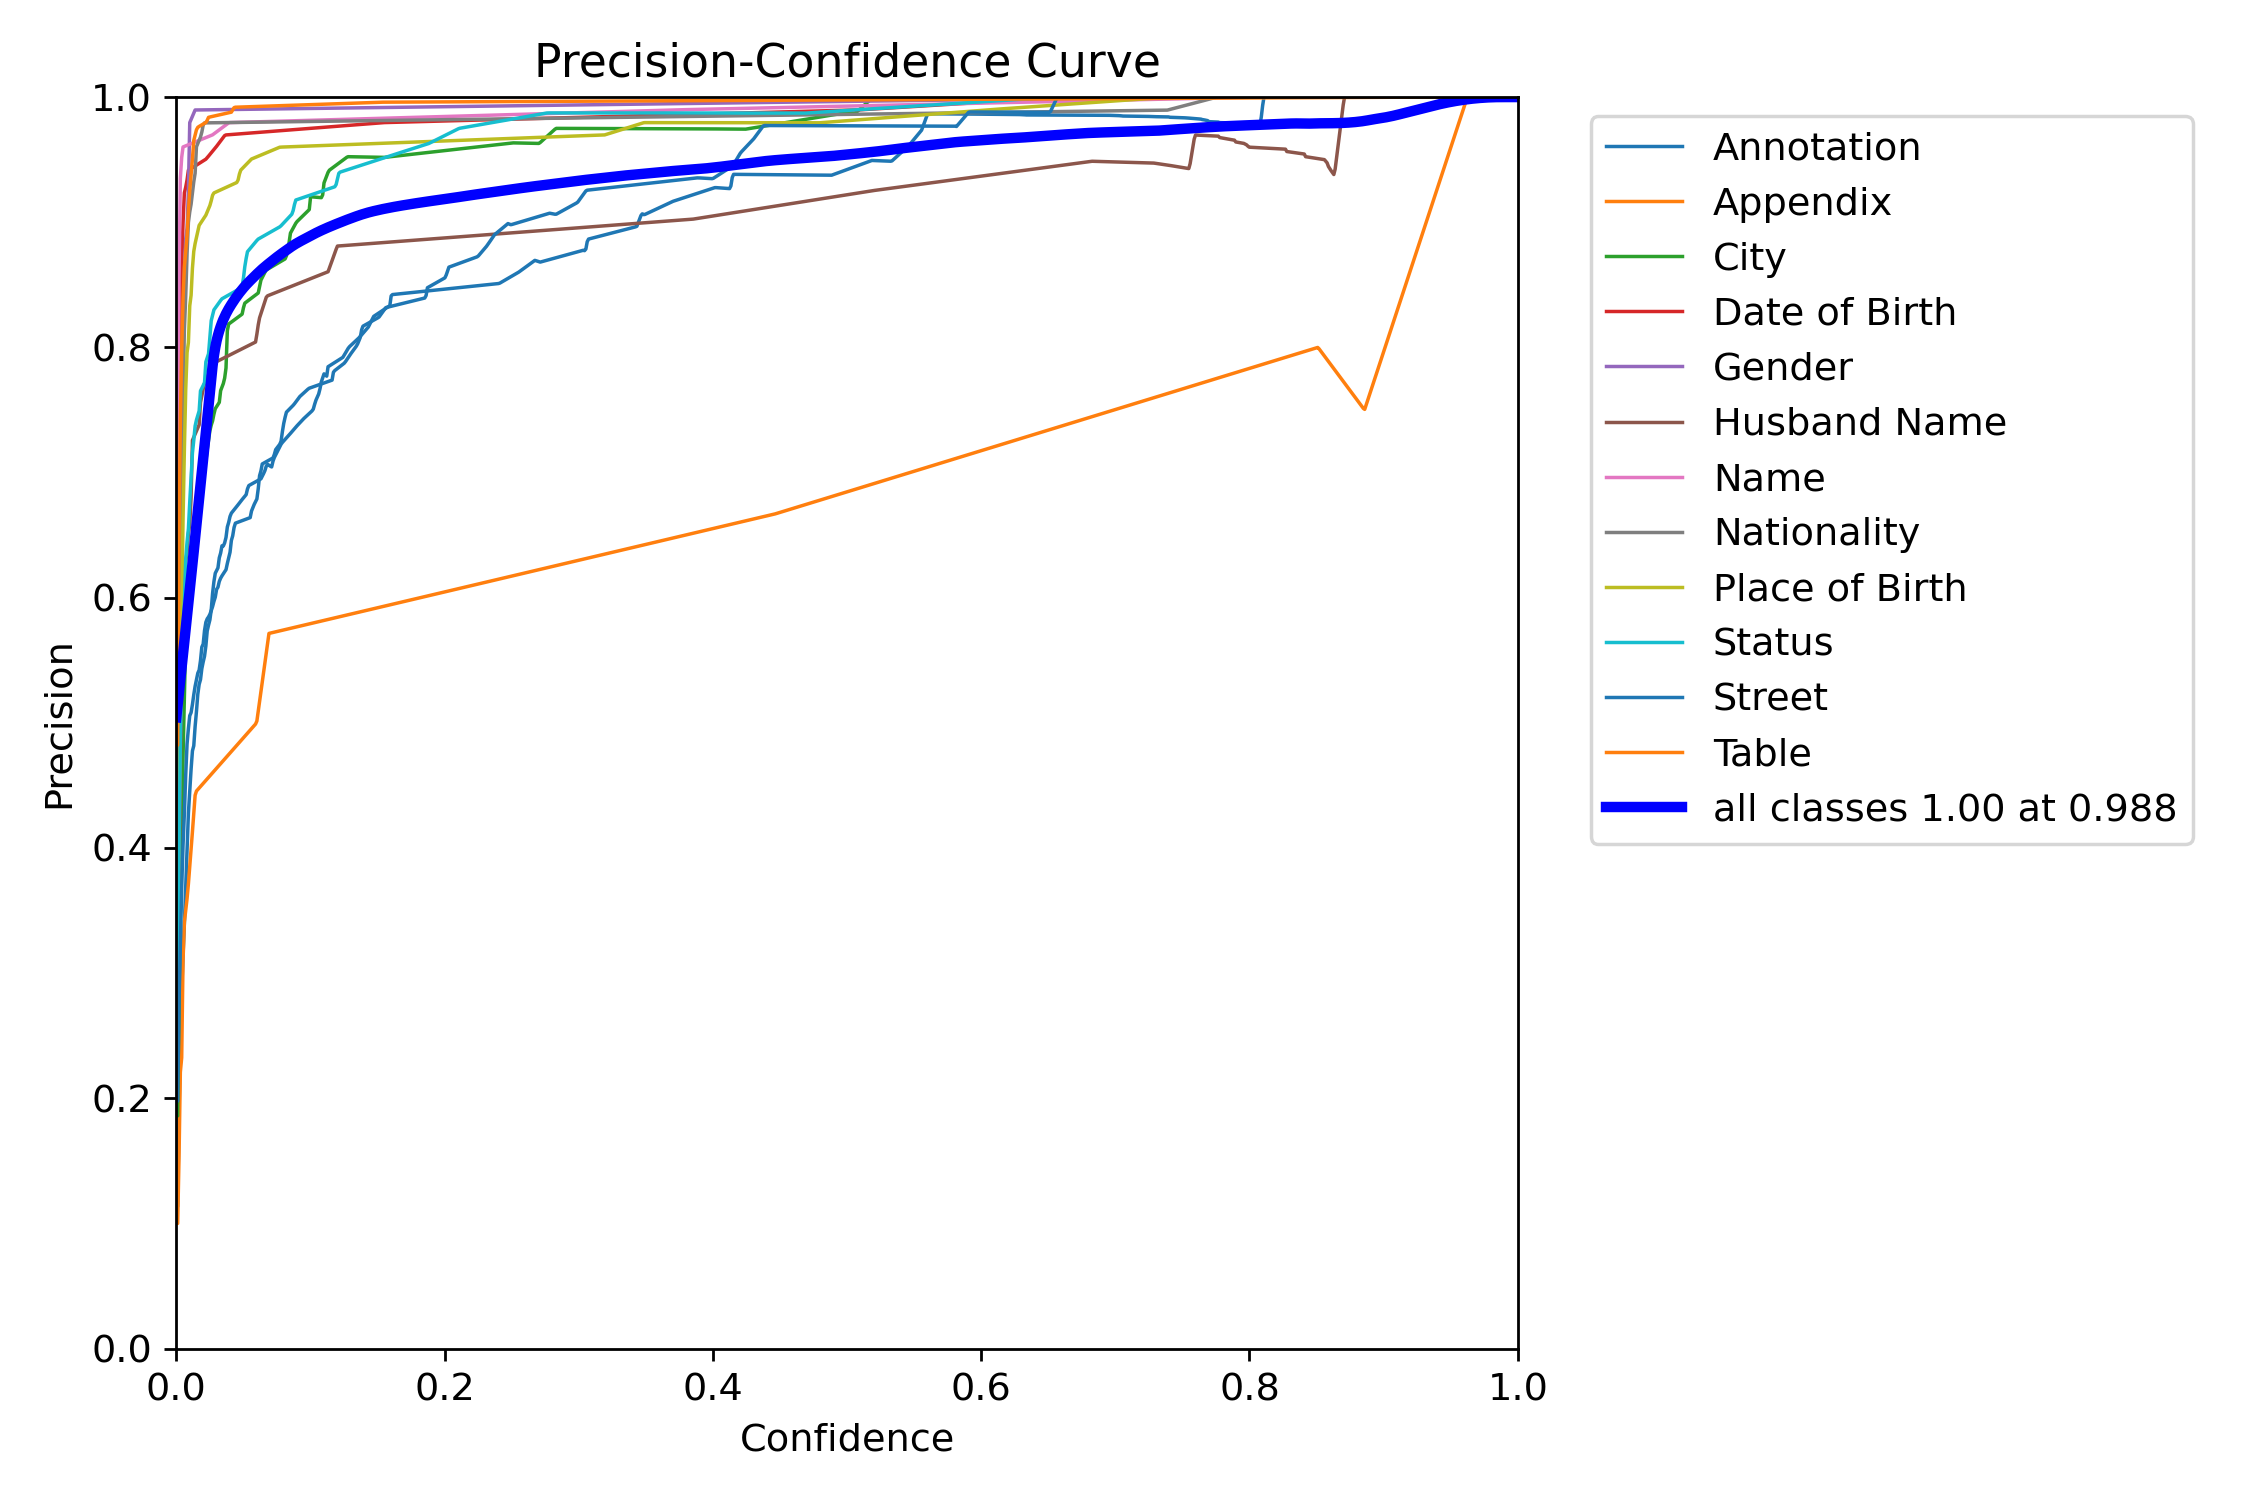 Precision-Confidence Curve
1.0
0.8
0.6
0.4
0.2
0.0
Precision
0.0 0.2 0.4 0.6 0.8 1.0
Confidence
Annotation
Appendix
City
Date of Birth
Gender
Husband Name
Name
Nationality
Place of Birth
Status
Street
Table
all classes 1.00 at 0.988